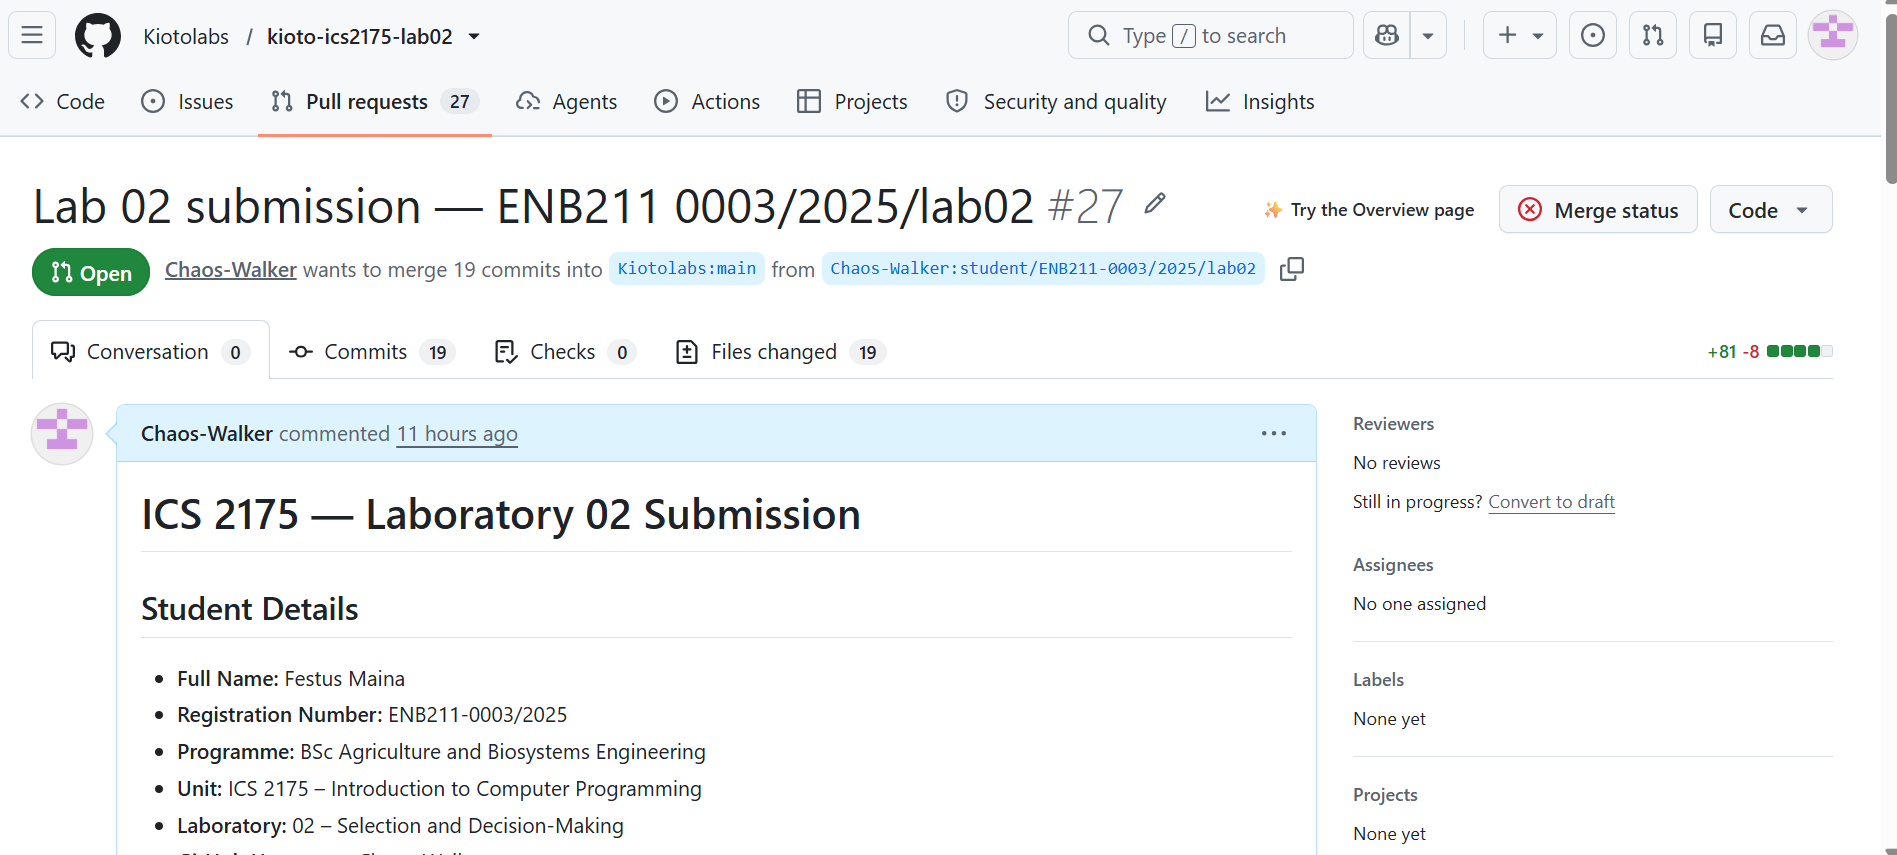 Kiotolabs / kioto-ics2175-lab02
Type / to search
Code
Issues
Pull requests 27
Agents
Actions
Projects
Security and quality
Insights
Lab 02 submission — ENB211 0003/2025/lab02 #27
Try the Overview page
Merge status
Code
Open
Chaos-Walker wants to merge 19 commits into Kiotolabs:main from Chaos-Walker:student/ENB211-0003/2025/lab02
Conversation 0
Commits 19
Checks 0
Files changed 19
+81 -8
Chaos-Walker commented 11 hours ago
ICS 2175 — Laboratory 02 Submission
Student Details
Full Name: Festus Maina
Registration Number: ENB211-0003/2025
Programme: BSc Agriculture and Biosystems Engineering
Unit: ICS 2175 – Introduction to Computer Programming
Laboratory: 02 – Selection and Decision-Making
Reviewers
No reviews
Still in progress? Convert to draft
Assignees
No one assigned
Labels
None yet
Projects
None yet